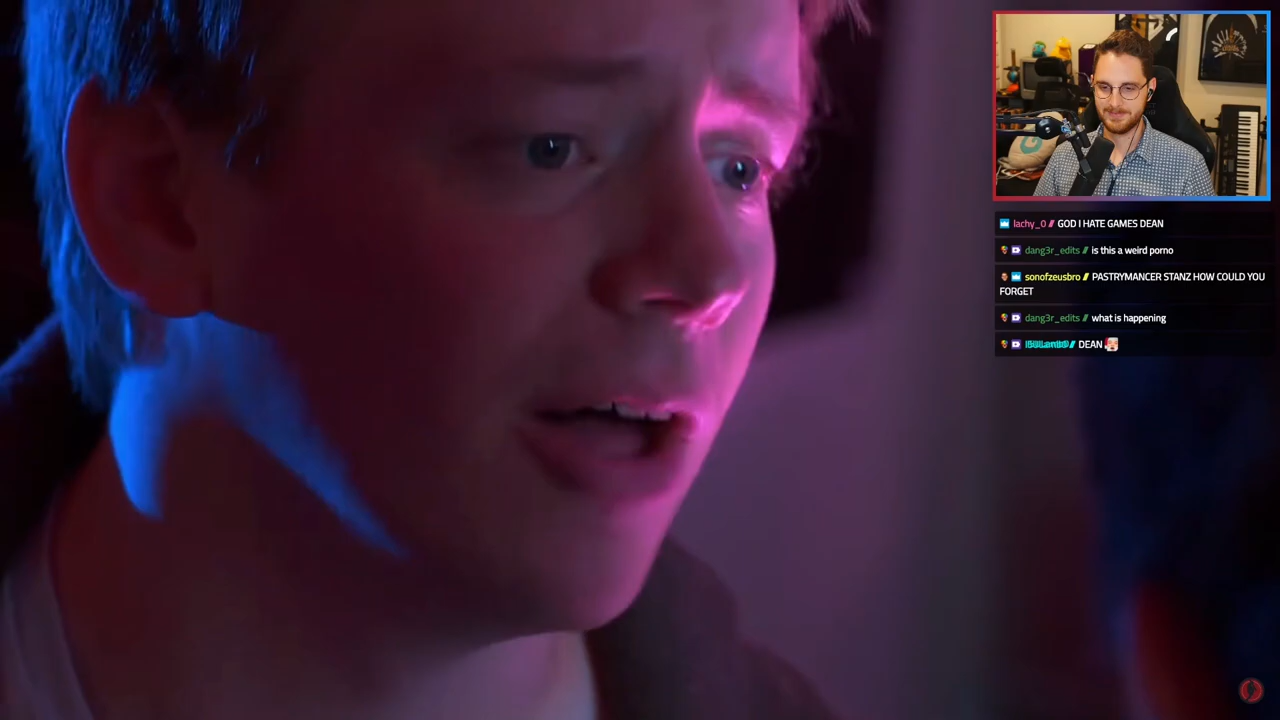 lachy_0 // GOD I HATE GAMES DEAN
dang3r_edits // is this a weird porno
sonofzeusbro // PASTRYMANCER STANZ HOW COULD YOU
FORGET
dang3r_edits // what is happening
// DEAN